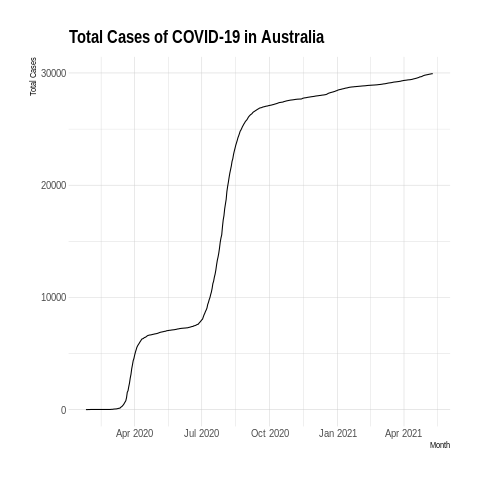 Total Cases of COVID-19 in Australia
Total Cases
30000
20000
10000
0
Apr 2020 Jul 2020 Oct 2020 Jan 2021 Apr 2021
Month